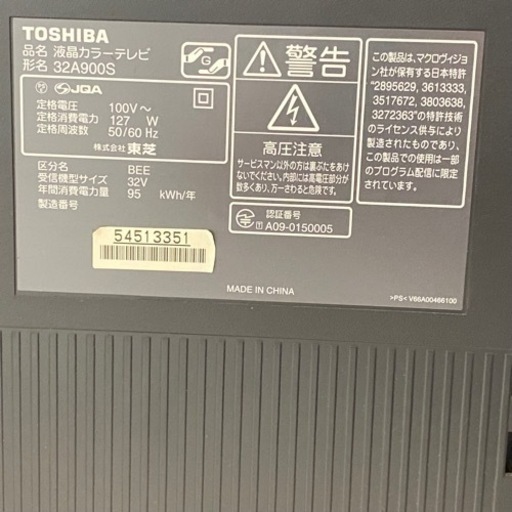 TOSHIBA
品名 液晶カラーテレビ
形名 32A900S
JQA
定格電圧 100V～
定格消費電力 127 W
定格周波数 50/60 Hz
株式会社 東芝
区分名 BEE
受信機型サイズ 32V
年間消費電力量 95 kWh/年
製造番号
54513351
G
警告
高圧注意
サービスマン以外の方は裏ぶたをあけ
ないでください。内部には高電圧部分が
数多くあり、万一さわると危険です。
認証番号
T A09-0150005
MADE IN CHINA
この製品は、マクロヴィジョ
ン社が保有する日本特許
"2895629、3613333、
3517672、3803638、
3272363"の特許技術
のライセンス供与により
製造されたものであり、こ
の製品での使用は一部
のプログラム配信に限定
されています。
>PS< V66A00466100